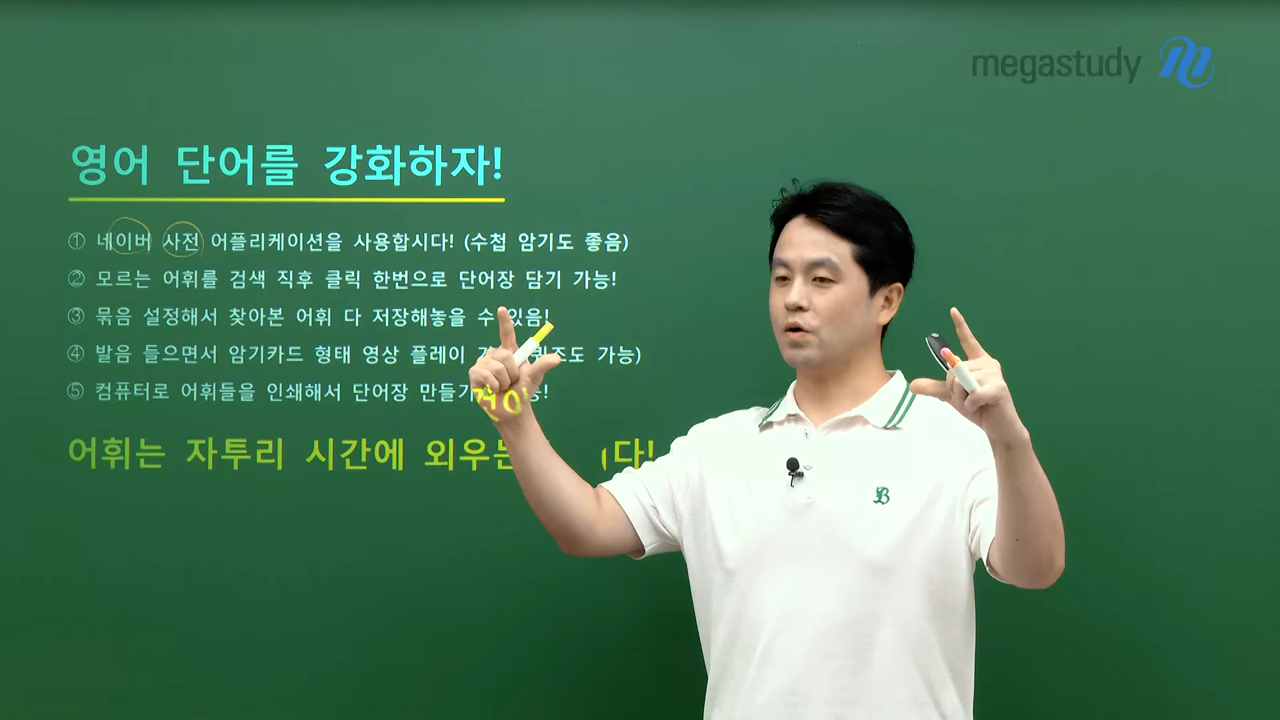 megastudy
영어 단어를 강화하자!
① 네이버 사전 어플리케이션을 사용합시다! (수첩 암기도 좋음)
② 모르는 어휘를 검색 직후 클릭 한번으로 단어장 담기 가능!
③ 묶음 설정해서 찾아본 어휘 다 저장해놓을 수 있음!
④ 발음 들으면서 암기카드 형태 영상 플레이 도 가능)
⑤ 컴퓨터로 어휘들을 인쇄해서 단어장
어휘는 자투리 시간에
B